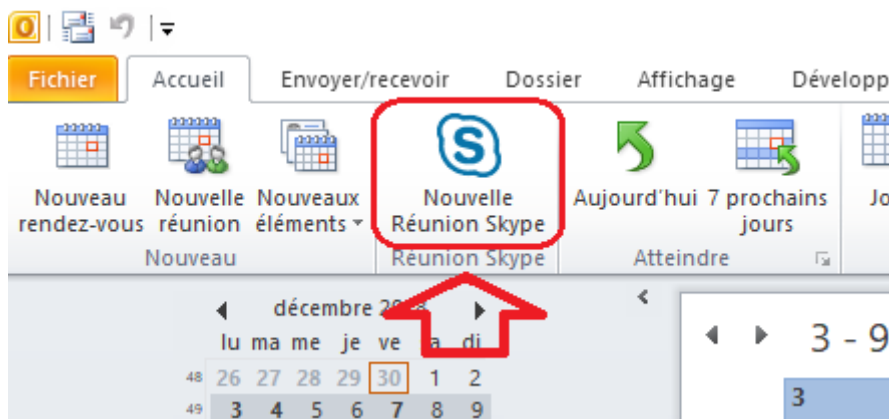 Fichier Accueil Envoyer/recevoir Dossier Affichage Dévelop
Nouveau Nouvelle Nouveaux Nouvelle Aujourd'hui 7 prochains Jo
rendez-vous réunion éléments Réunion Skype jours
Nouveau Réunion Skype Atteindre
décembre
3 - 9
lu ma me je ve di
48 26 27 28 29 30 1 2
3
49 3 4 5 6 7 8 9